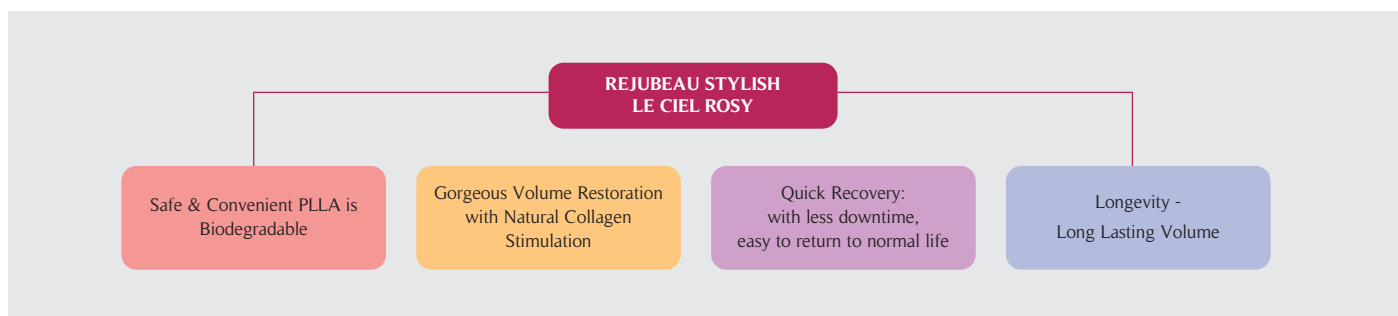 REJUBEAU STYLISH
LE CIEL ROSY
Safe & Convenient PLLA is
Biodegradable
Gorgeous Volume Restoration
with Natural Collagen
Stimulation
Quick Recovery:
with less downtime,
easy to return to normal life
Longevity -
Long Lasting Volume